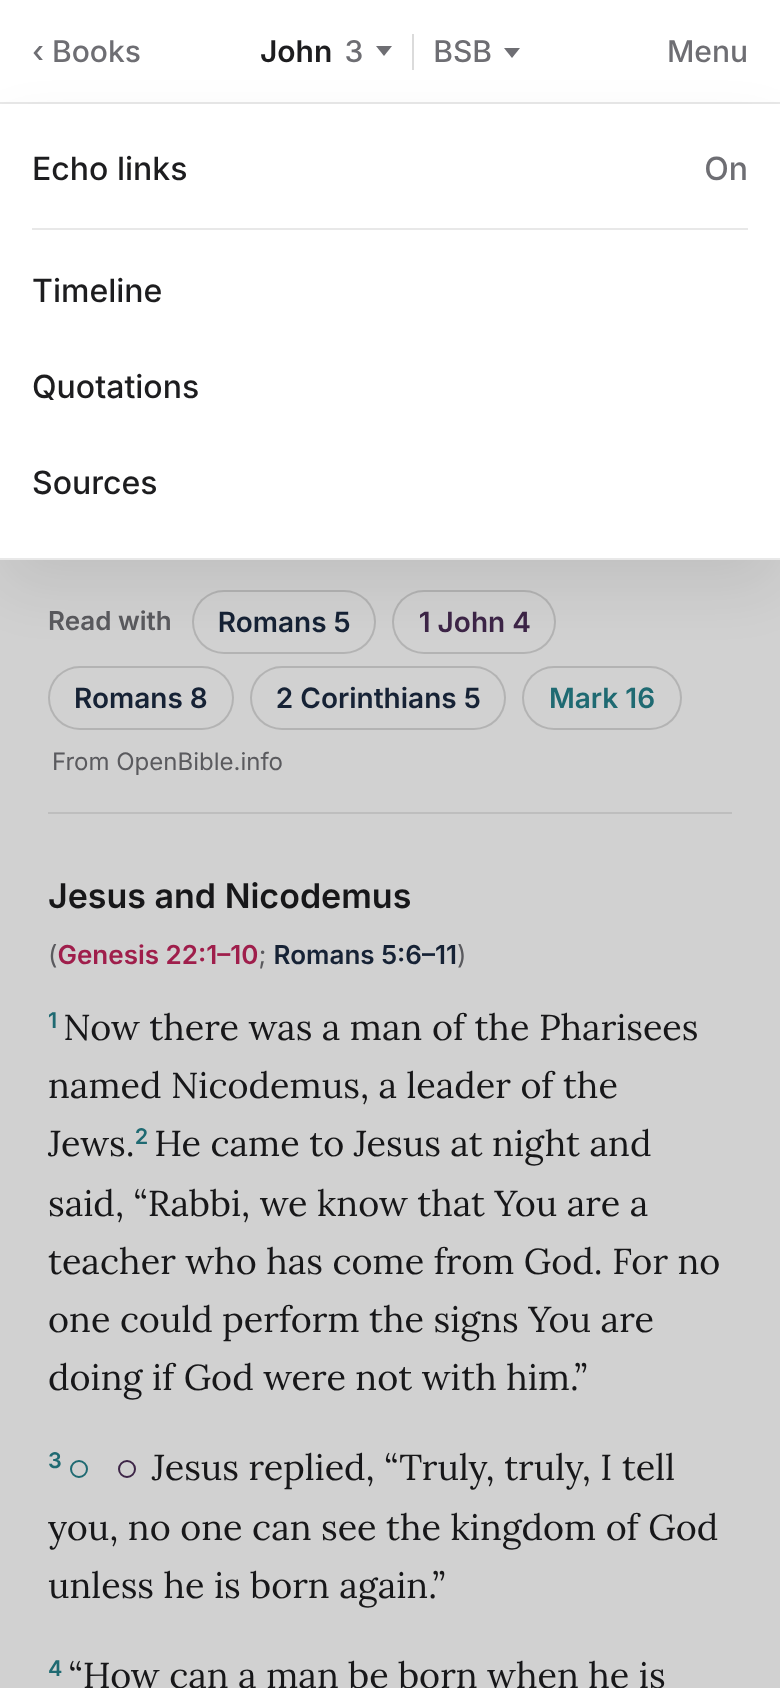 ‹ Books John 3 BSB Menu
Echo links On
Timeline
Quotations
Sources
Read with Romans 5 1 John 4
Romans 8 2 Corinthians 5 Mark 16
From OpenBible.info
Jesus and Nicodemus
(Genesis 22:1–10; Romans 5:6–11)
1 Now there was a man of the Pharisees
named Nicodemus, a leader of the
Jews. 2 He came to Jesus at night and
said, “Rabbi, we know that You are a
teacher who has come from God. For no
one could perform the signs You are
doing if God were not with him.”
3 Jesus replied, “Truly, truly, I tell
you, no one can see the kingdom of God
unless he is born again.”
4 “How can a man be born when he is